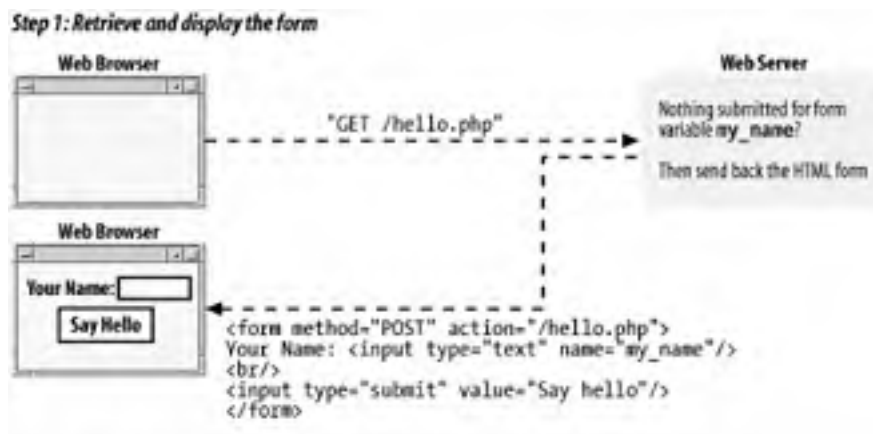 Step 1: Retrieve and display the form
Web Browser
Web Server
"GET /hello.php"
Nothing submitted for form
variable my_name?
Then send back the HTML form
Web Browser
Your Name:
Say Hello
<form method="POST" action="/hello.php">
Your Name: <input type="text" name="my_name"/>
<br/>
<input type="submit" value="Say hello"/>
</form>